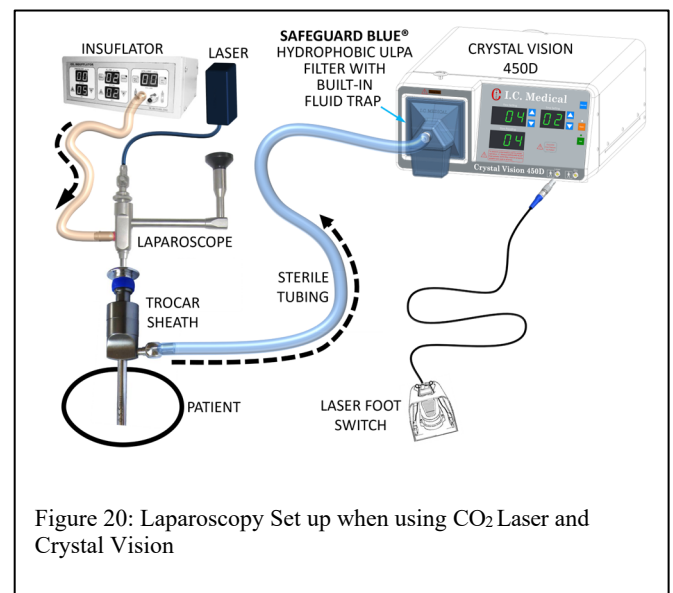 INSUFLATOR
LASER
SAFEGUARD BLUE®
HYDROPHOBIC ULPA
FILTER WITH
BUILT-IN
FLUID TRAP
CRYSTAL VISION
450D
I.C. Medical
04 02
04
Crystal Vision 450D
LAPAROSCOPE
TROCAR
SHEATH
STERILE
TUBING
PATIENT
LASER FOOT
SWITCH
Figure 20: Laparoscopy Set up when using CO₂ Laser and
Crystal Vision